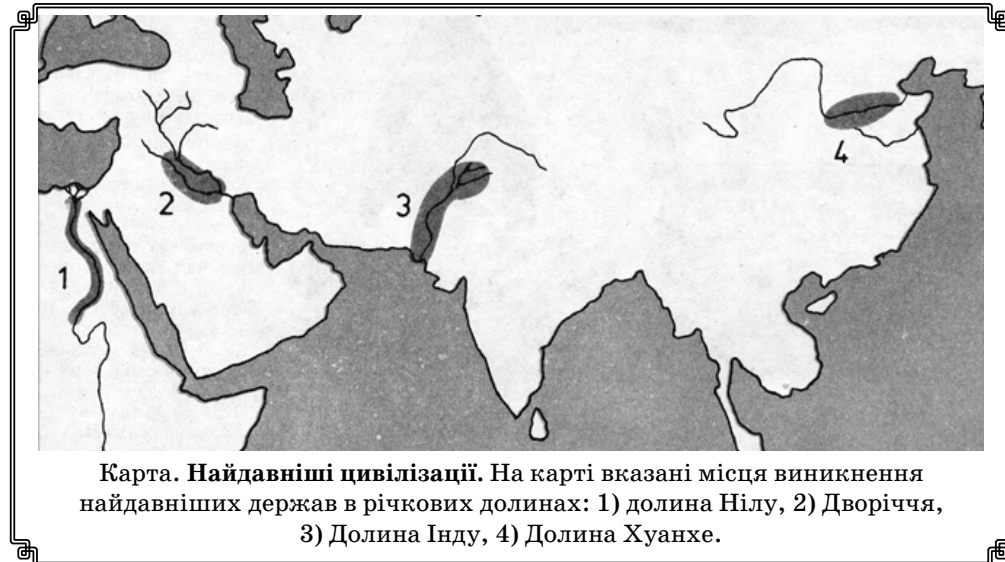 1
2
3
4
Карта. Найдавніші цивілізації. На карті вказані місця виникнення
найдавніших держав в річкових долинах: 1) долина Нілу, 2) Дворіччя,
3) Долина Інду, 4) Долина Хуанхе.